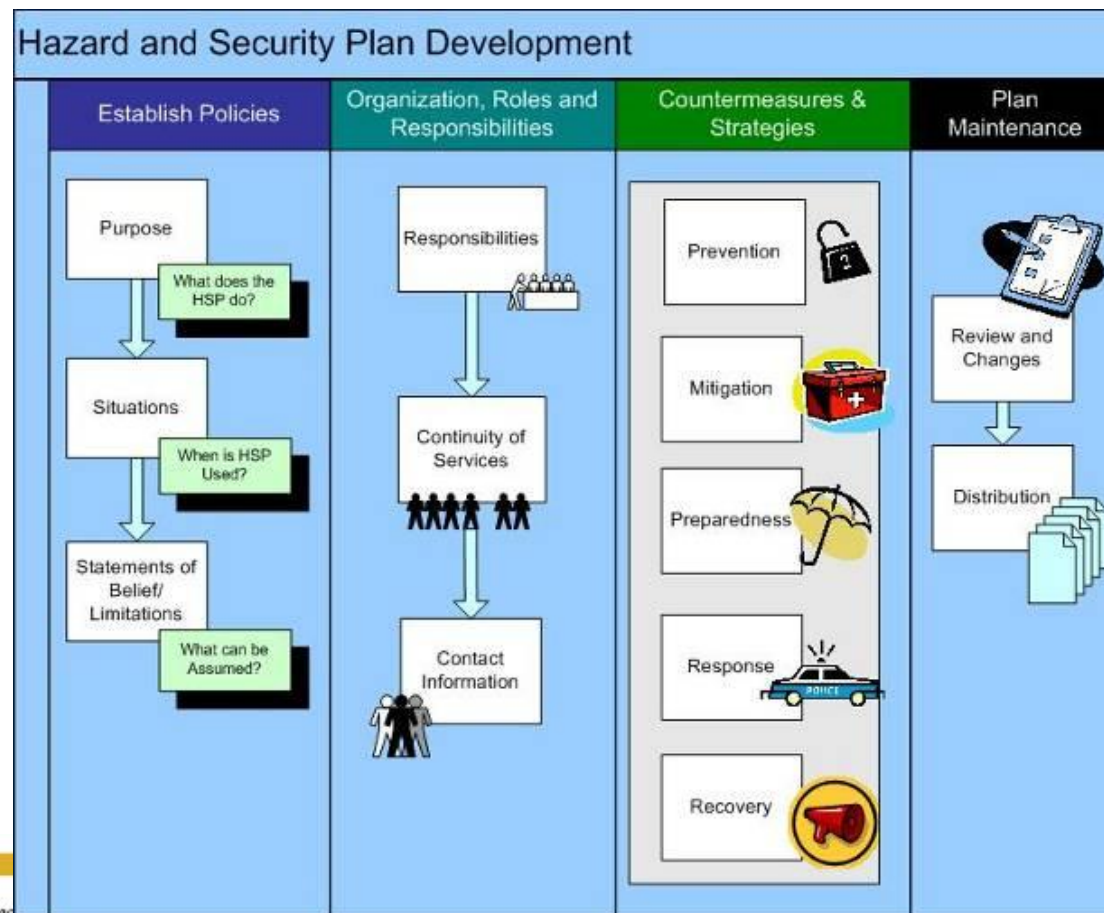 Hazard and Security Plan Development
Establish Policies
Organization, Roles and
Responsibilities
Countermeasures &
Strategies
Plan
Maintenance
Purpose
What does the
HSP do?
Situations
When is HSP
Used?
Statements of
Belief/
Limitations
What can be
Assumed?
Responsibilities
Continuity of
Services
Contact
Information
Prevention
Mitigation
Preparedness
Response
POLICE
Recovery
Review and
Changes
Distribution